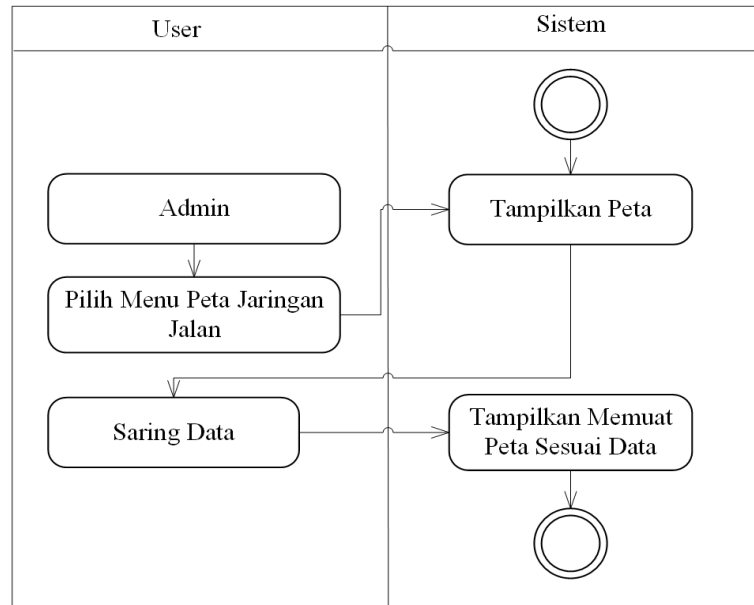 User
Sistem
Admin
Tampilkan Peta
Pilih Menu Peta Jaringan
Jalan
Saring Data
Tampilkan Memuat
Peta Sesuai Data